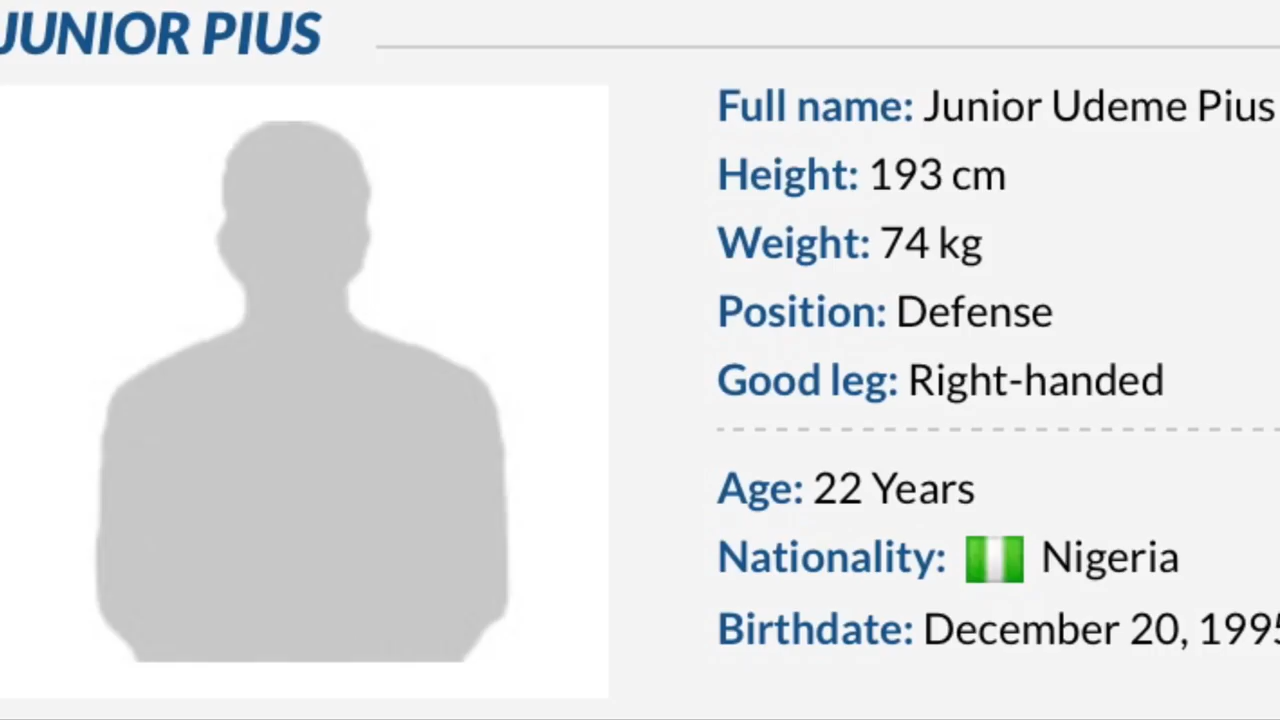 JUNIOR PIUS
Full name: Junior Udeme Pius
Height: 193 cm
Weight: 74 kg
Position: Defense
Good leg: Right-handed
Age: 22 Years
Nationality: Nigeria
Birthdate: December 20, 1995